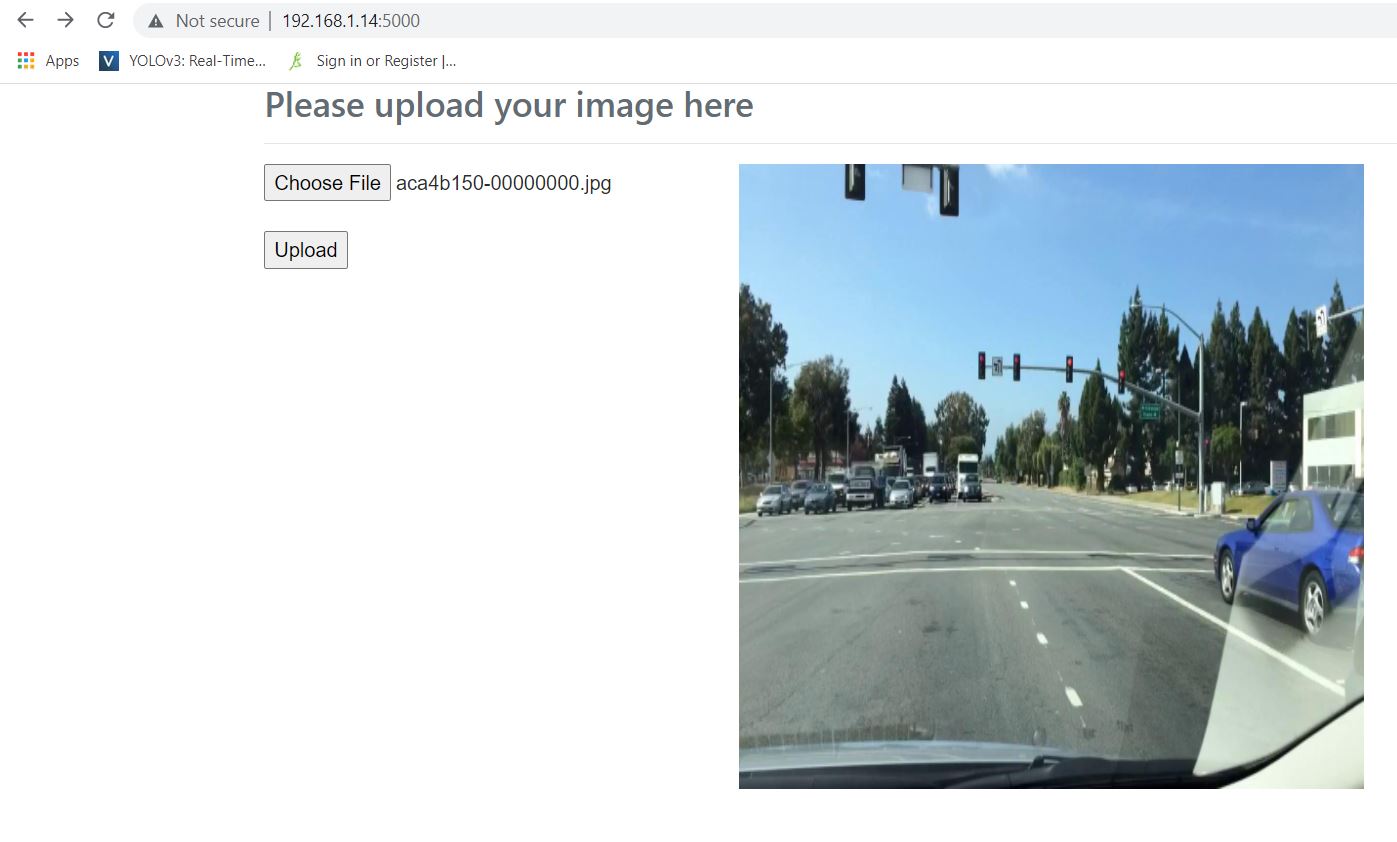 Not secure | 192.168.1.14:5000
Apps YOLOv3: Real-Time... Sign in or Register |...
Please upload your image here
Choose File aca4b150-00000000.jpg
Upload